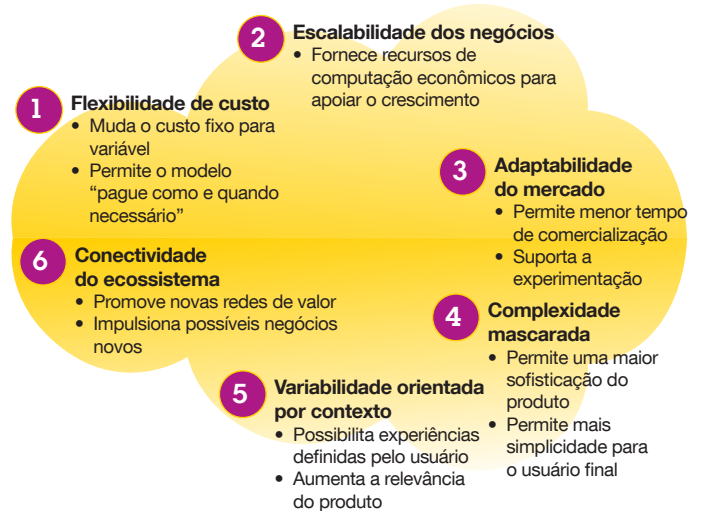 1
Flexibilidade de custo
• Muda o custo fixo para
variável
• Permite o modelo
“pague como e quando
necessário”
2
Escalabilidade dos negócios
• Fornece recursos de
computação econômicos para
apoiar o crescimento
3
Adaptabilidade
do mercado
• Permite menor tempo
de comercialização
• Suporta a
experimentação
4
Complexidade
mascarada
• Permite uma maior
sofisticação do
produto
• Permite mais
simplicidade para
o usuário final
5
Variabilidade orientada
por contexto
• Possibilita experiências
definidas pelo usuário
• Aumenta a relevância
do produto
6
Conectividade
do ecossistema
• Promove novas redes de valor
• Impulsiona possíveis negócios
novos